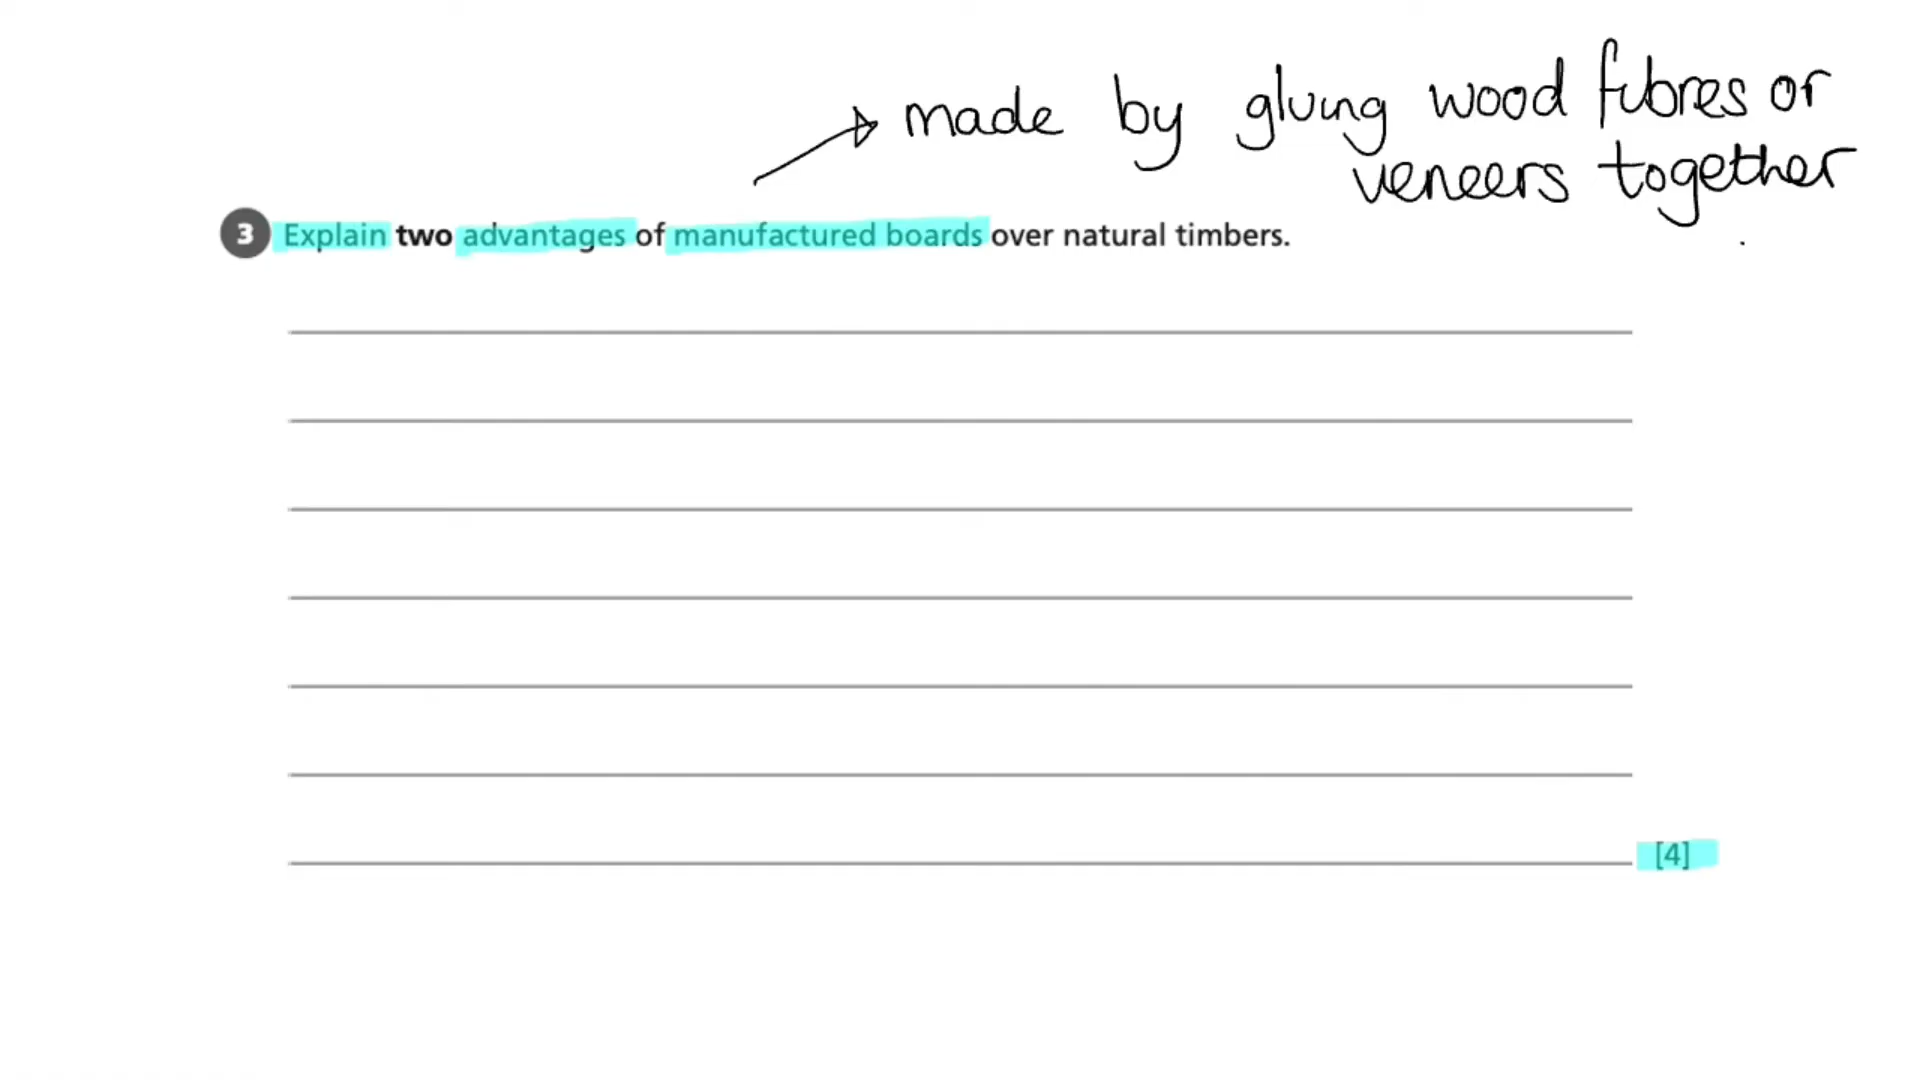 made by gluing wood fibres or
veneers together
3 Explain two advantages of manufactured boards over natural timbers.
[4]